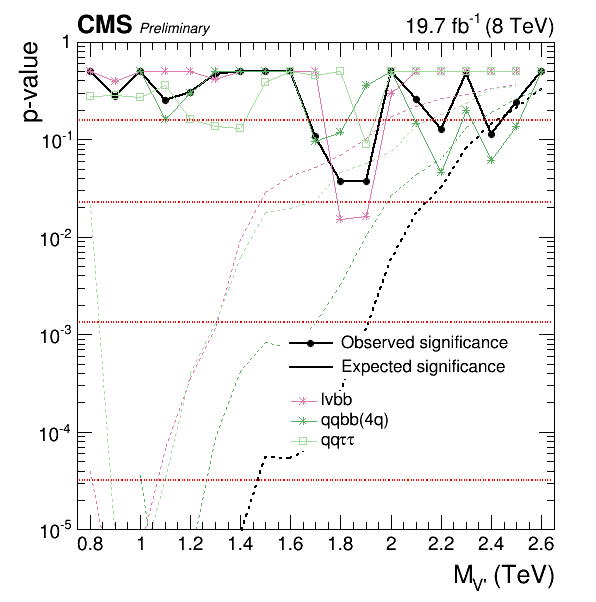 CMS Preliminary 19.7 fb⁻¹ (8 TeV)
p-value
1
10⁻¹
10⁻²
10⁻³
10⁻⁴
10⁻⁵
Observed significance
Expected significance
lνbb
qqbb(4q)
qqττ
0.8 1 1.2 1.4 1.6 1.8 2 2.2 2.4 2.6
M_V' (TeV)